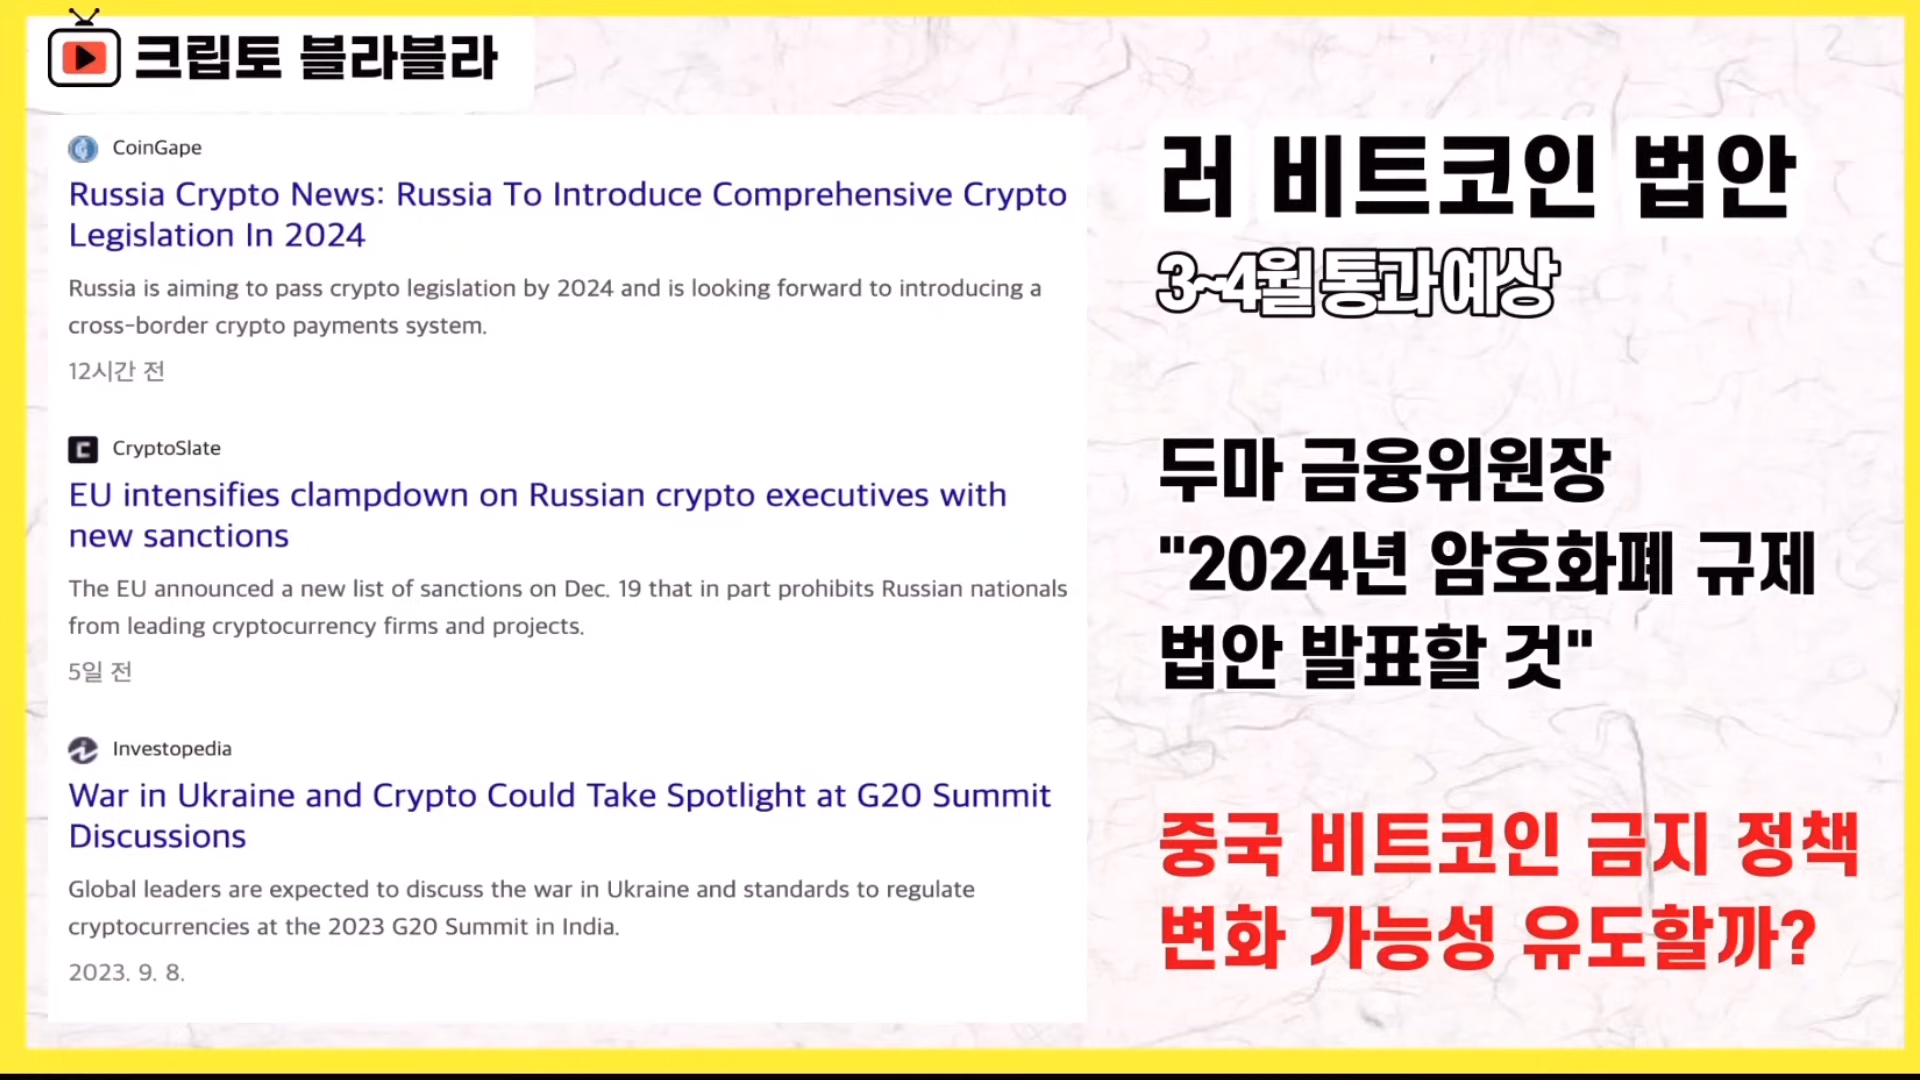 크립토 블라블라
CoinGape
Russia Crypto News: Russia To Introduce Comprehensive Crypto
Legislation In 2024
Russia is aiming to pass crypto legislation by 2024 and is looking forward to introducing a
cross-border crypto payments system.
12시간 전
CryptoSlate
EU intensifies clampdown on Russian crypto executives with
new sanctions
The EU announced a new list of sanctions on Dec. 19 that in part prohibits Russian nationals
from leading cryptocurrency firms and projects.
5일 전
Investopedia
War in Ukraine and Crypto Could Take Spotlight at G20 Summit
Discussions
Global leaders are expected to discuss the war in Ukraine and standards to regulate
cryptocurrencies at the 2023 G20 Summit in India.
2023. 9. 8.
러 비트코인 법안
3~4월 통과 예상
두마 금융위원장
"2024년 암호화폐 규제
법안 발표할 것"
중국 비트코인 금지 정책
변화 가능성 유도할까?